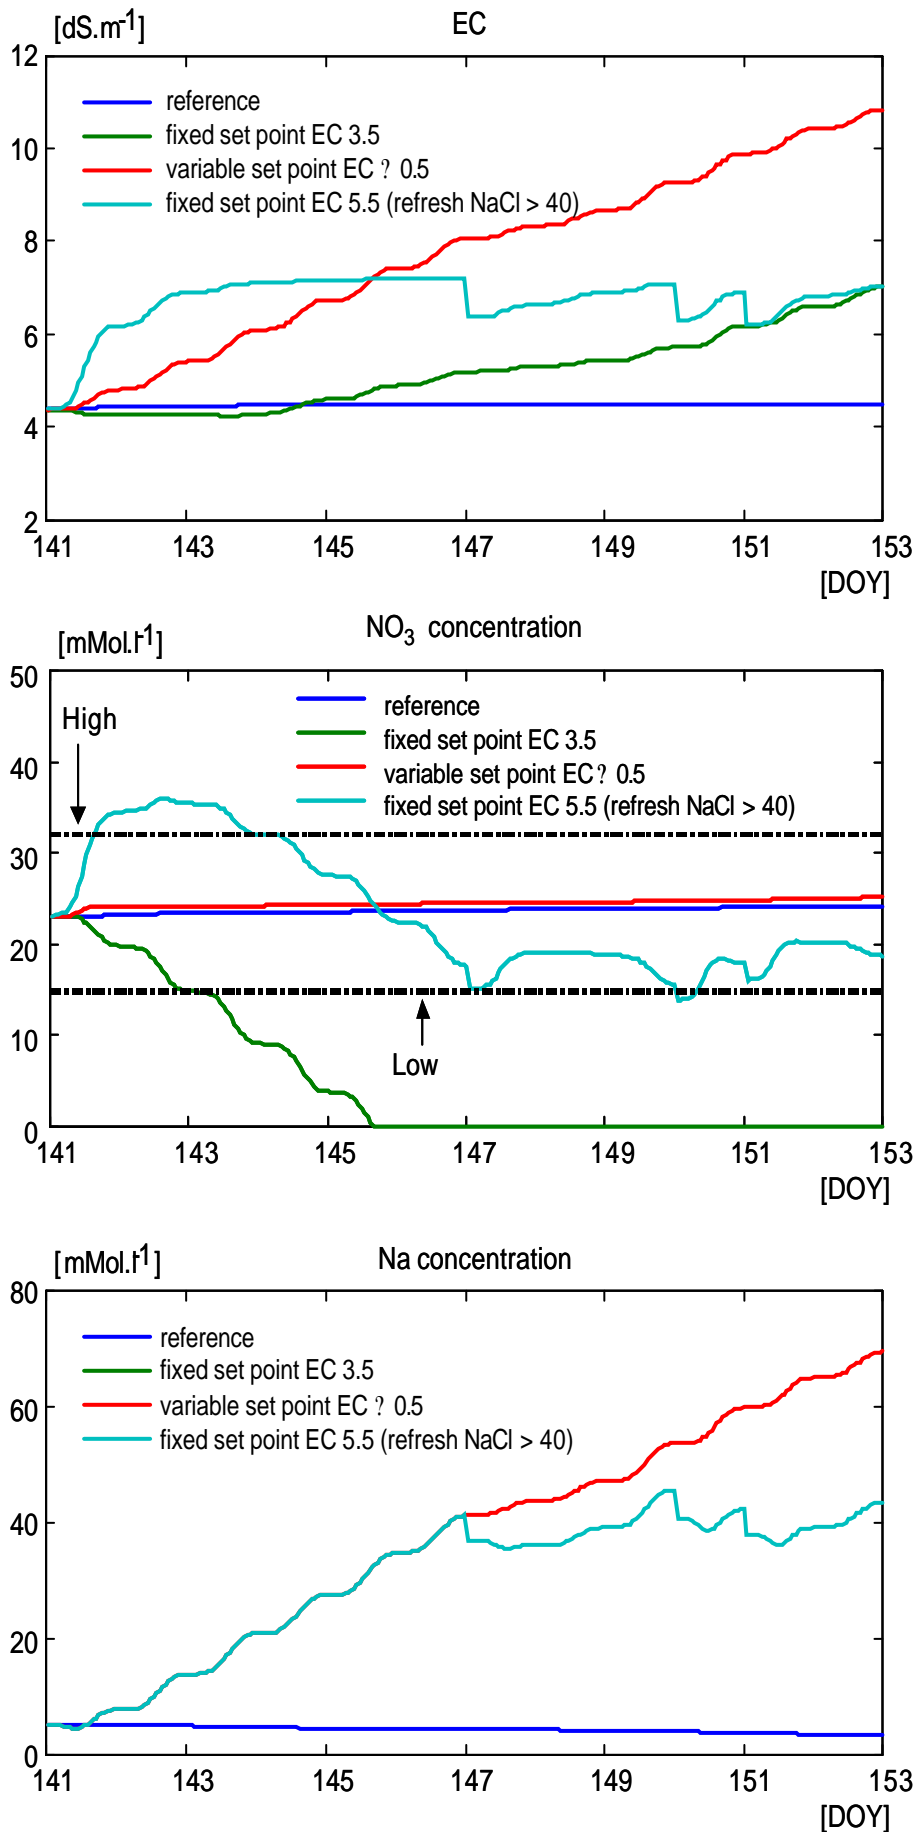 [dS.m⁻¹] EC
12
10
8
6
4
2
reference
fixed set point EC 3.5
variable set point EC ? 0.5
fixed set point EC 5.5 (refresh NaCl > 40)
141 143 145 147 149 151 153
[DOY]
[mMol.l⁻¹] NO₃ concentration
50
40
30
20
10
0
High
reference
fixed set point EC 3.5
variable set point EC ? 0.5
fixed set point EC 5.5 (refresh NaCl > 40)
Low
141 143 145 147 149 151 153
[DOY]
[mMol.l⁻¹] Na concentration
80
60
40
20
0
reference
fixed set point EC 3.5
variable set point EC ? 0.5
fixed set point EC 5.5 (refresh NaCl > 40)
141 143 145 147 149 151 153
[DOY]